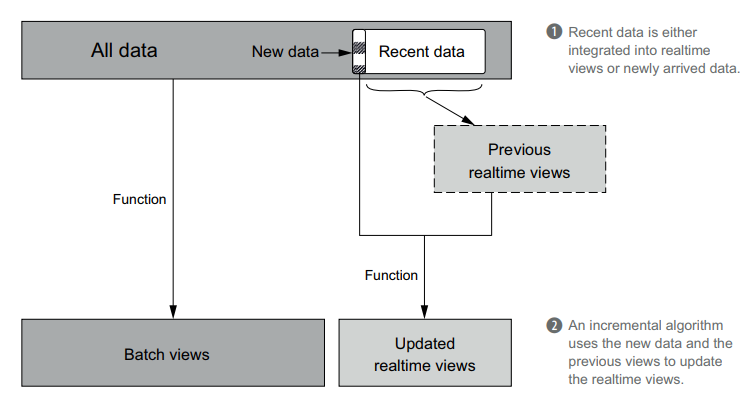 All data
New data
Recent data
1 Recent data is either
integrated into realtime
views or newly arrived data.
Previous
realtime views
Function
Function
Batch views
Updated
realtime views
2 An incremental algorithm
uses the new data and the
previous views to update
the realtime views.